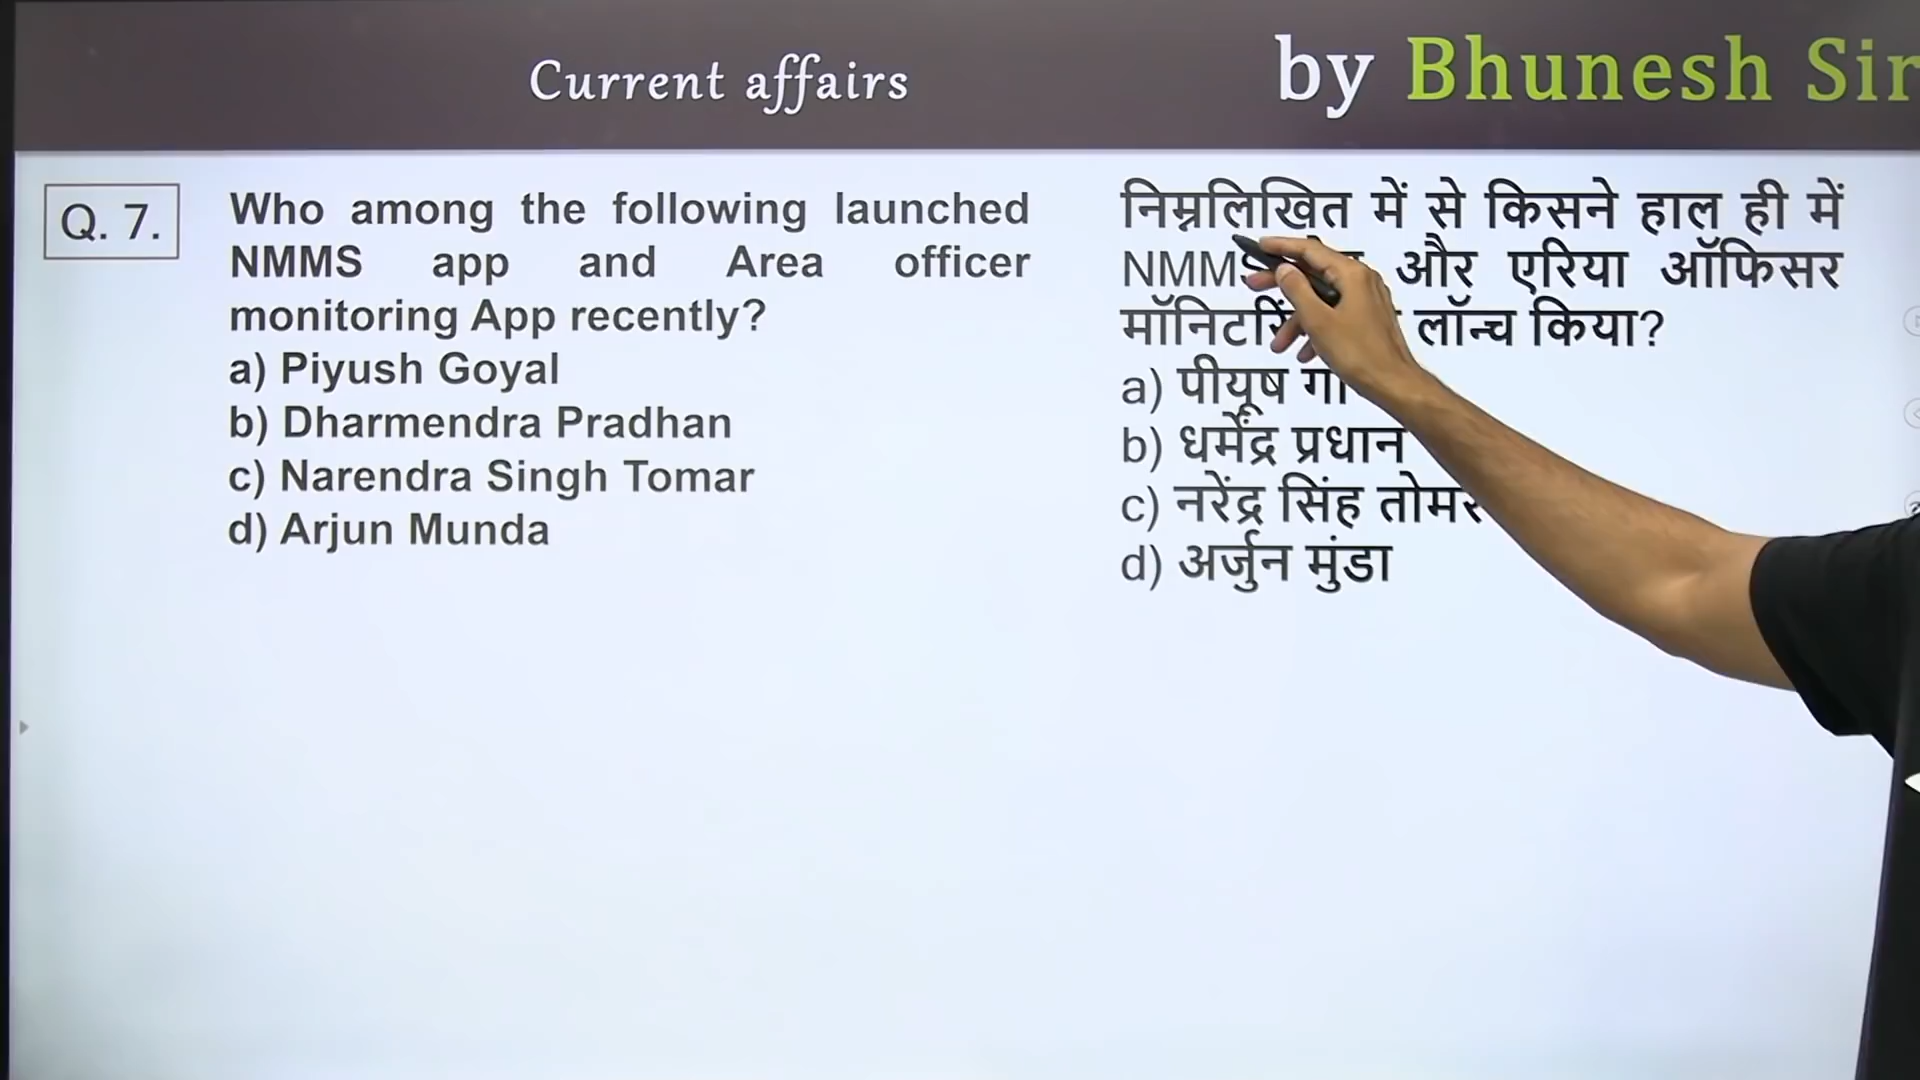 Current affairs
by Bhunesh Sir
Q. 7.
Who among the following launched
NMMS app and Area officer
monitoring App recently?
a) Piyush Goyal
b) Dharmendra Pradhan
c) Narendra Singh Tomar
d) Arjun Munda
निम्नलिखित में से किसने हाल ही में
NMMS और एरिया ऑफिसर
लॉन्च किया?
a) पीयूष
b) धर्मेंद्र प्रधान
c) नरेंद्र सिंह तोमर
d) अर्जुन मुंडा